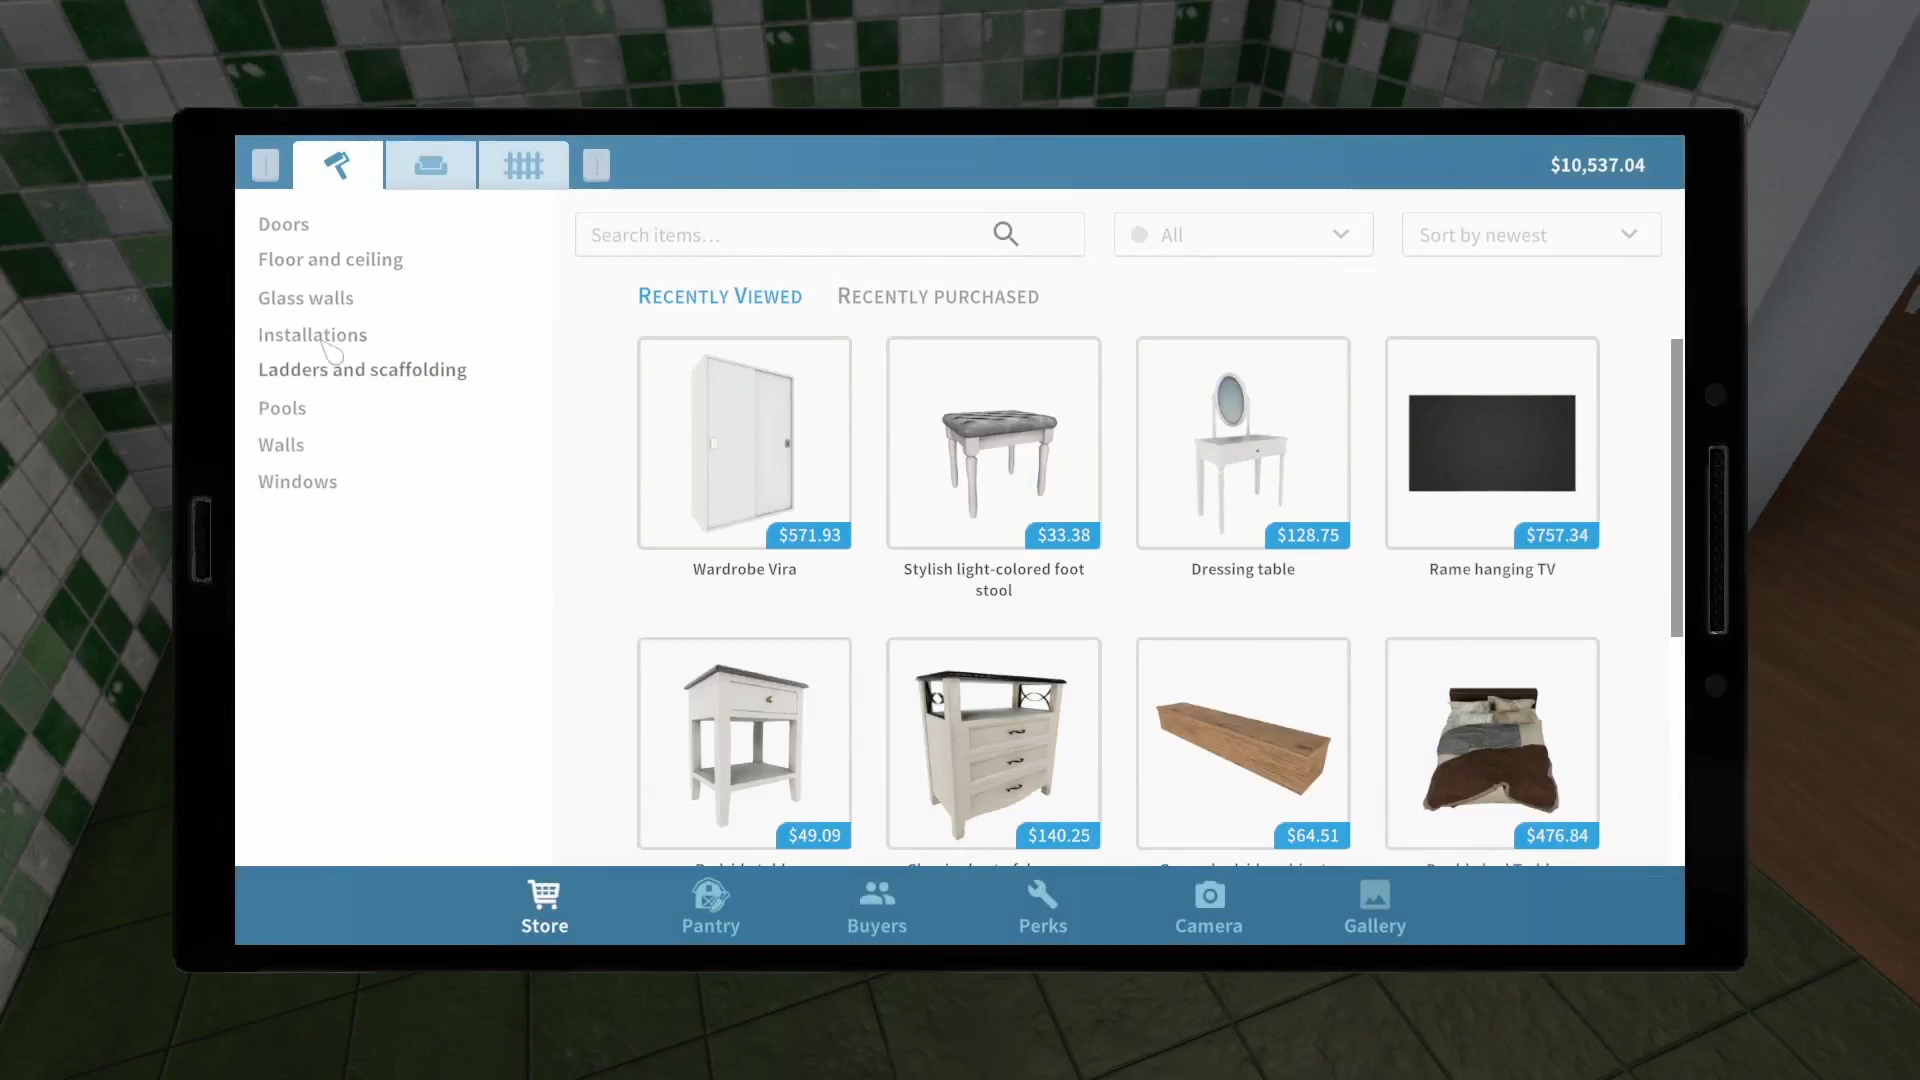 $10,537.04
Doors
Floor and ceiling
Glass walls
Installations
Ladders and scaffolding
Pools
Walls
Windows
Search items...
All
Sort by newest
RECENTLY VIEWED
RECENTLY PURCHASED
$571.93
$33.38
$128.75
$757.34
Wardrobe Vira
Stylish light-colored foot
stool
Dressing table
Rame hanging TV
$49.09
$140.25
$64.51
$476.84
Store
Pantry
Buyers
Perks
Camera
Gallery